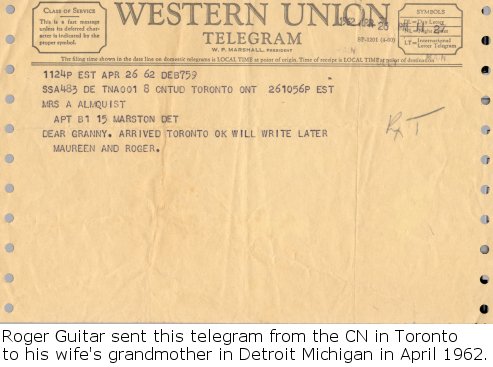 CLASS OF SERVICE
This is a fast message unless its deferred character is indicated by the proper symbol.
WESTERN UNION
TELEGRAM
W. P. MARSHALL, PRESIDENT
SF-1201 (4-60)
SYMBOLS
DL=Day Letter
NL=Night Letter
LT=International Letter Telegram
The filing time shown in the date line on domestic telegrams is LOCAL TIME at point of origin. Time of receipt is LOCAL TIME at point of destination
1124P EST APR 26 62 DEB759
SSA483 DE TNA001 8 CNTUD TORONTO ONT 261056P EST
MRS A ALMQUIST
APT B1 15 MARSTON DET
DEAR GRANNY. ARRIVED TORONTO OK WILL WRITE LATER
MAUREEN AND ROGER.
Roger Guitar sent this telegram from the CN in Toronto
to his wife's grandmother in Detroit Michigan in April 1962.